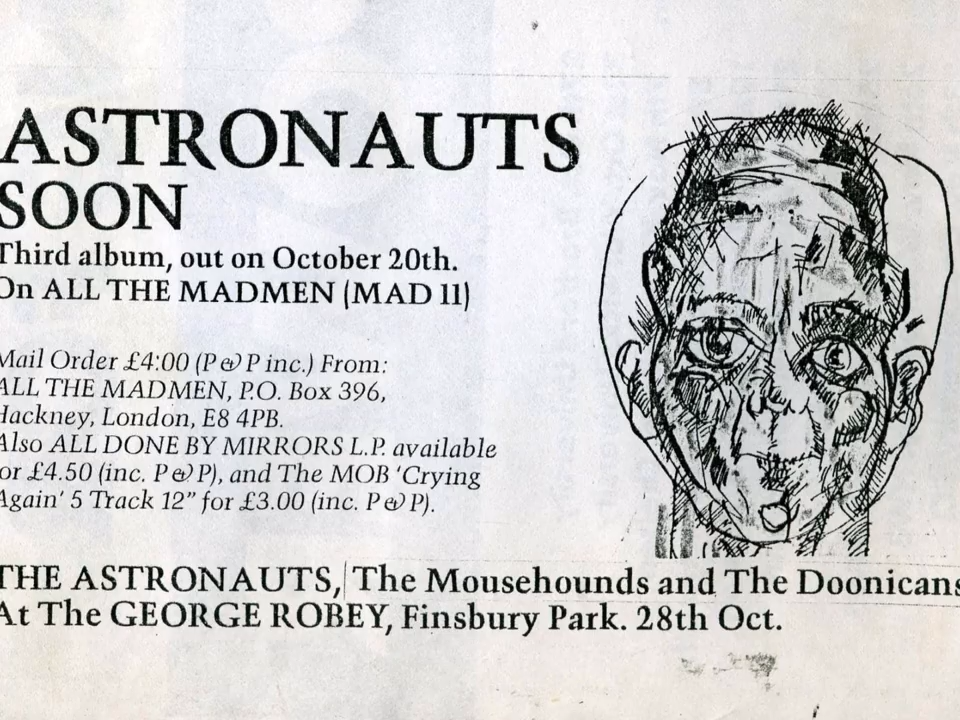 ASTRONAUTS
SOON
Third album, out on October 20th.
On ALL THE MADMEN (MAD 11)
Mail Order £4:00 (P & P inc.) From:
ALL THE MADMEN, P.O. Box 396,
Hackney, London, E8 4PB.
Also ALL DONE BY MIRRORS L.P. available
for £4.50 (inc. P & P), and The MOB 'Crying
Again' 5 Track 12" for £3.00 (inc. P & P).
THE ASTRONAUTS, The Mousehounds and The Doonicans
At The GEORGE ROBEY, Finsbury Park. 28th Oct.